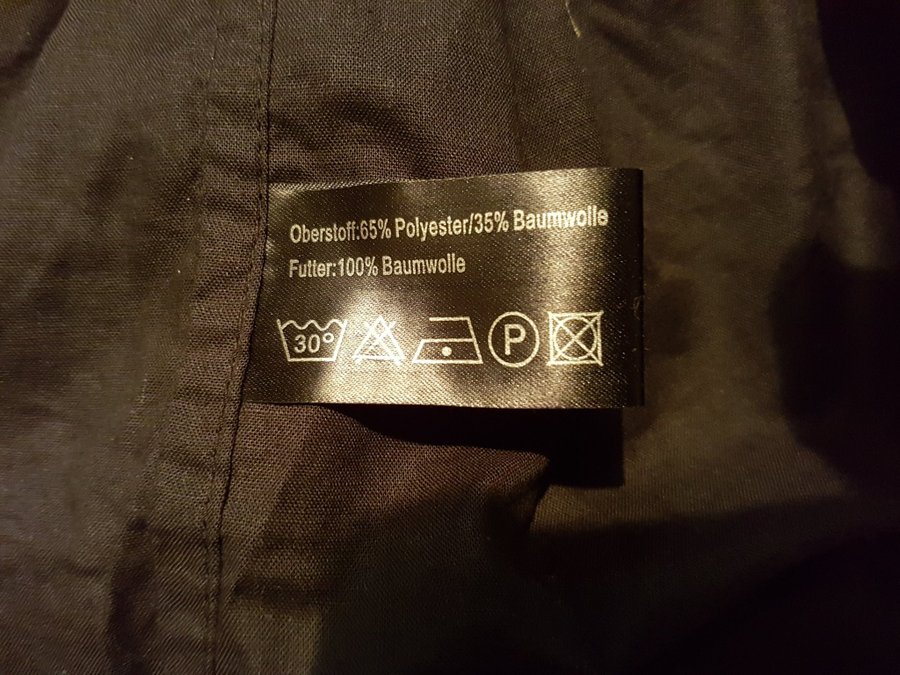 Oberstoff:65% Polyester/35% Baumwolle
Futter:100% Baumwolle
30° P